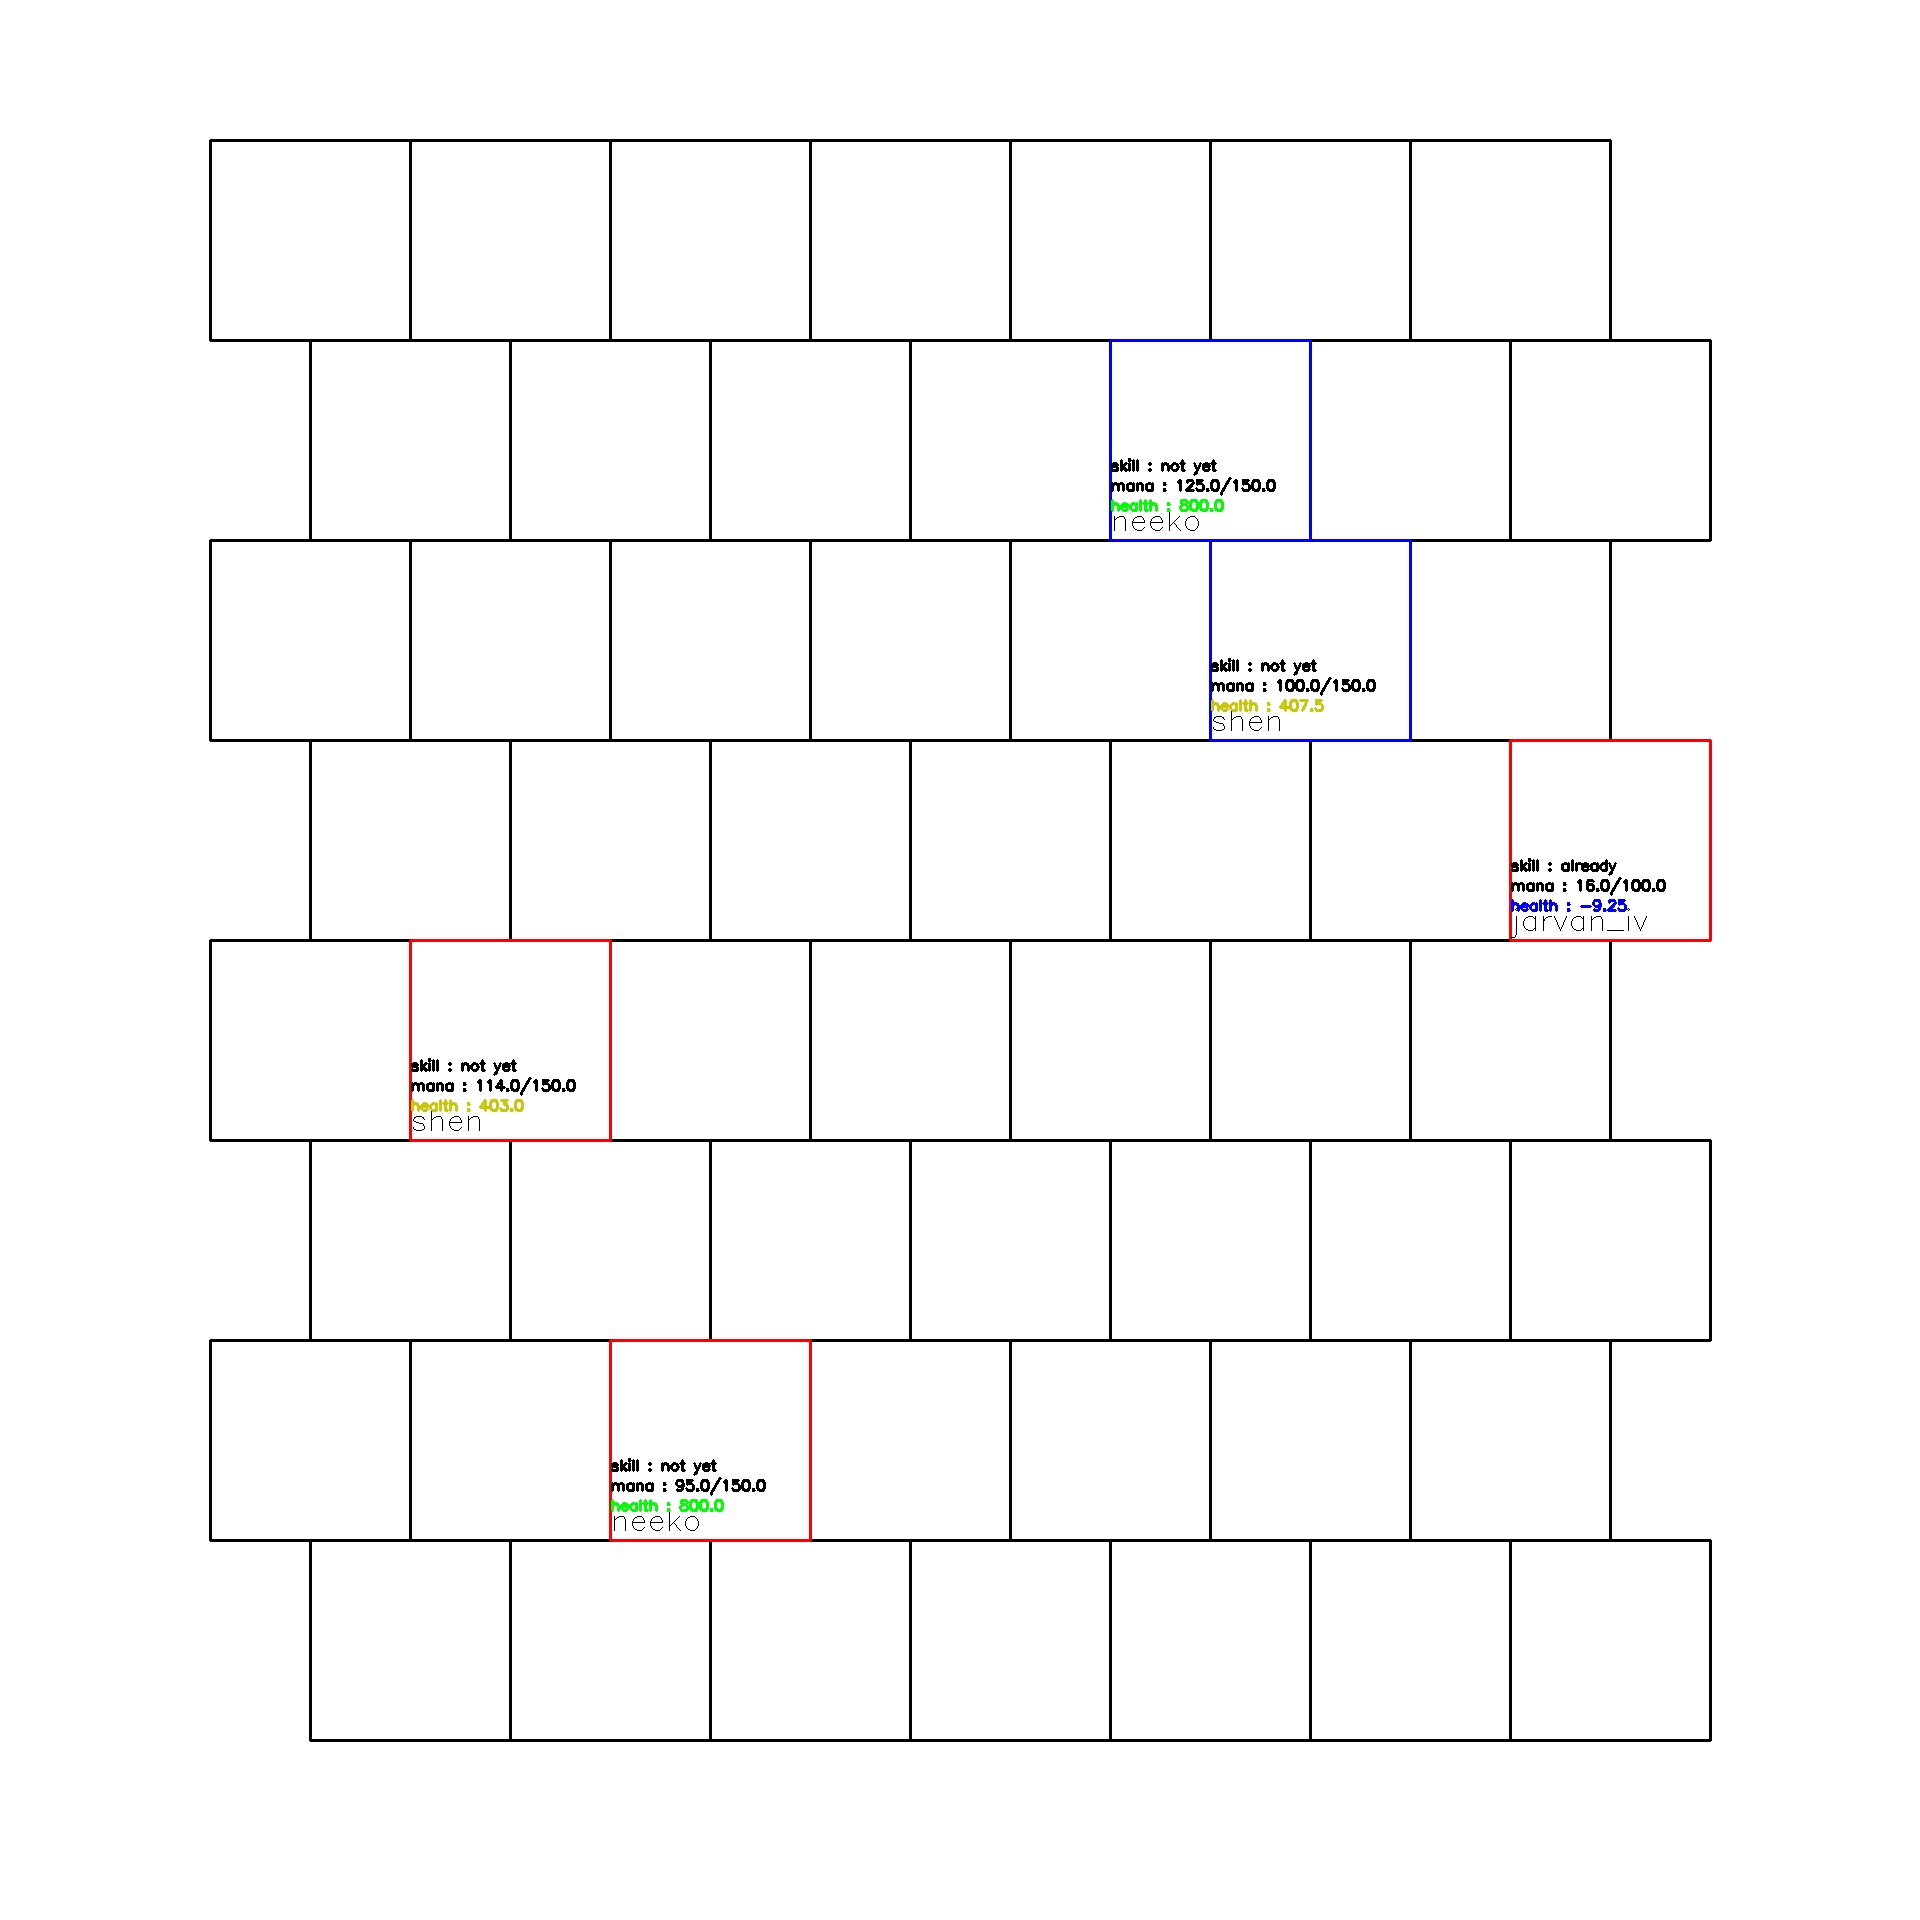 skill : not yet
mana : 125.0/150.0
health : 800.0
neeko
skill : not yet
mana : 100.0/150.0
health : 407.5
shen
skill : already
mana : 16.0/100.0
health : -9.25
jarvan_iv
skill : not yet
mana : 114.0/150.0
health : 403.0
shen
skill : not yet
mana : 95.0/150.0
health : 800.0
neeko